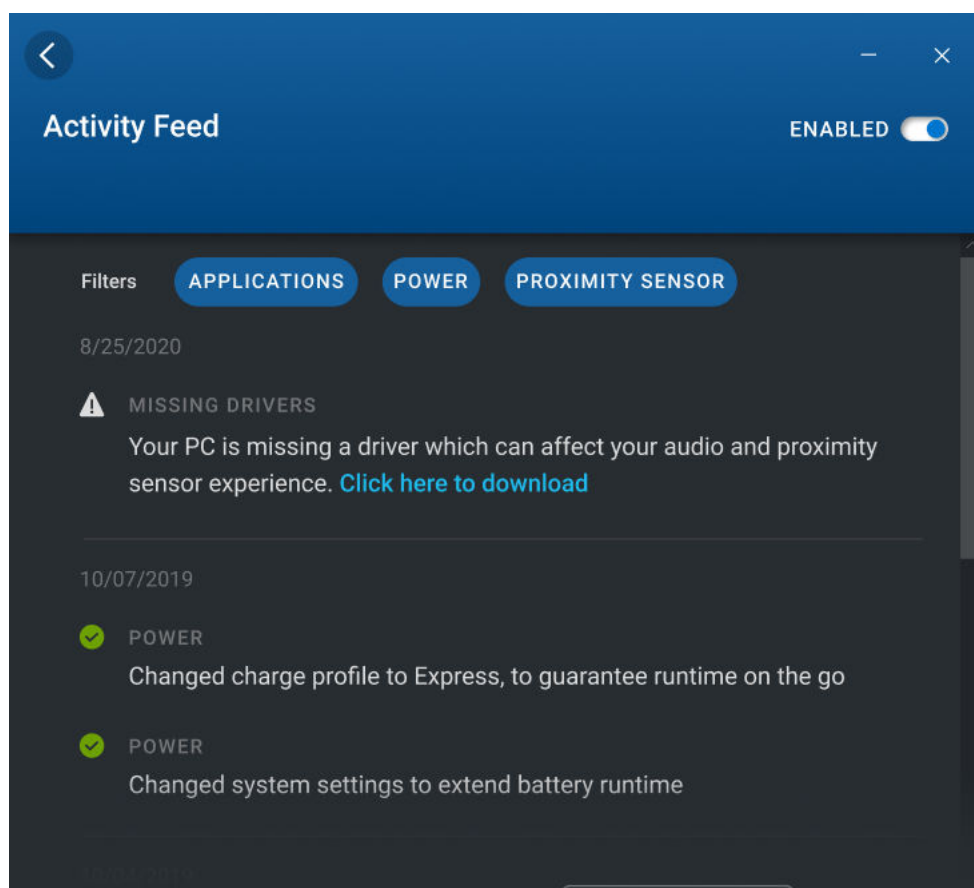 Activity Feed
ENABLED
Filters APPLICATIONS POWER PROXIMITY SENSOR
8/25/2020
MISSING DRIVERS
Your PC is missing a driver which can affect your audio and proximity
sensor experience. Click here to download
10/07/2019
POWER
Changed charge profile to Express, to guarantee runtime on the go
POWER
Changed system settings to extend battery runtime